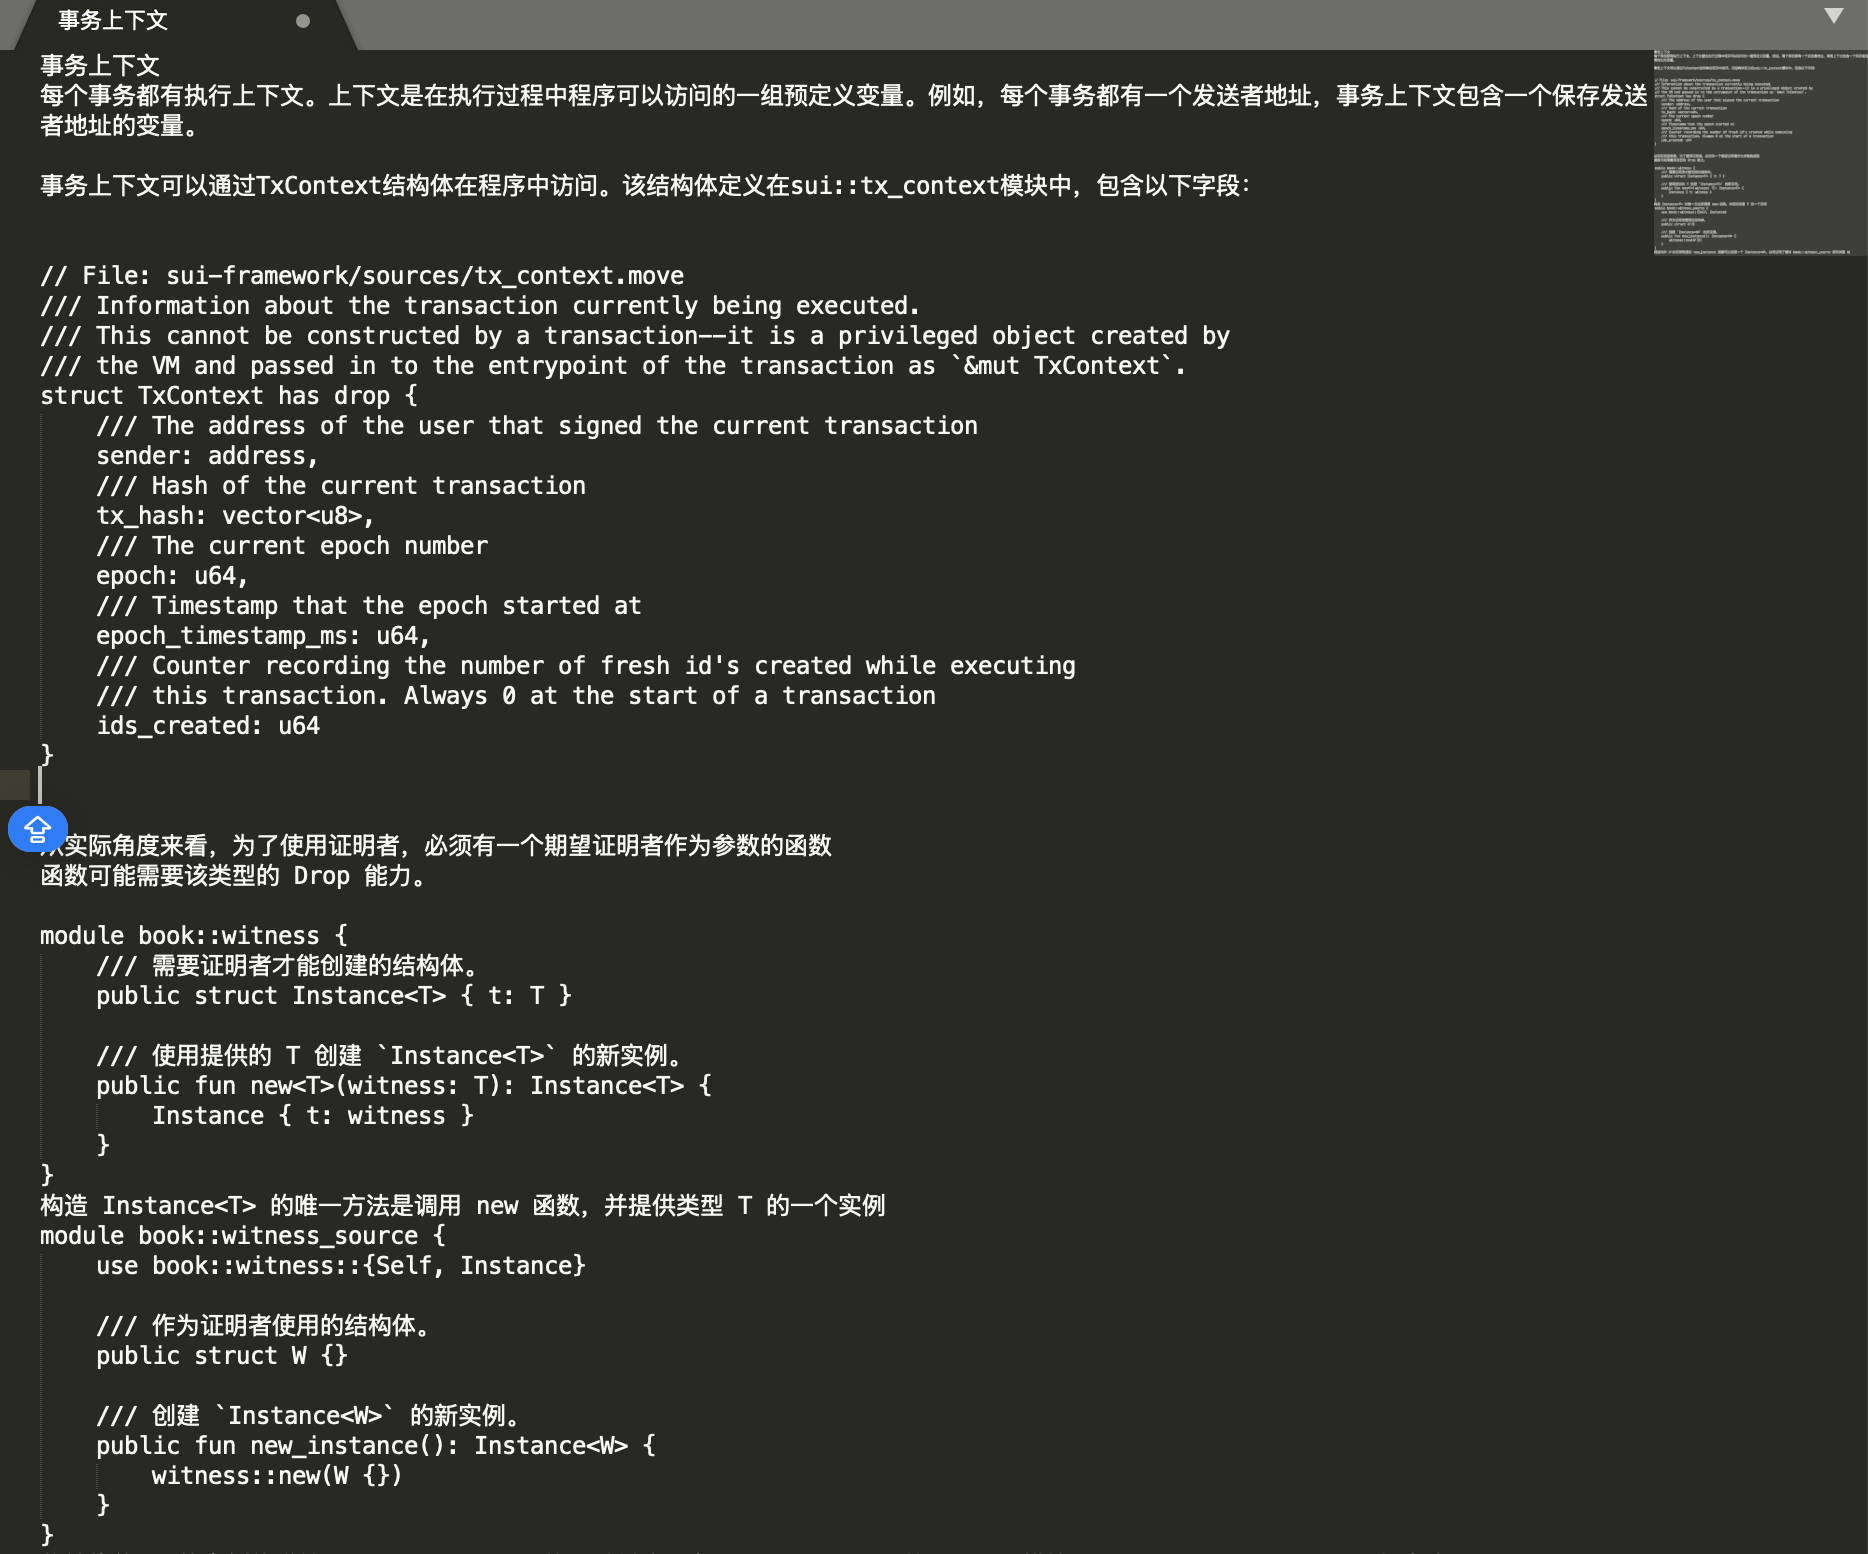 事务上下文
事务上下文
每个事务都有执行上下文。上下文是在执行过程中程序可以访问的一组预定义变量。例如，每个事务都有一个发送者地址，事务上下文包含一个保存发送
者地址的变量。
事务上下文可以通过TxContext结构体在程序中访问。该结构体定义在sui::tx_context模块中，包含以下字段：
// File: sui-framework/sources/tx_context.move
/// Information about the transaction currently being executed.
/// This cannot be constructed by a transaction--it is a privileged object created by
/// the VM and passed in to the entrypoint of the transaction as `&mut TxContext`.
struct TxContext has drop {
    /// The address of the user that signed the current transaction
    sender: address,
    /// Hash of the current transaction
    tx_hash: vector<u8>,
    /// The current epoch number
    epoch: u64,
    /// Timestamp that the epoch started at
    epoch_timestamp_ms: u64,
    /// Counter recording the number of fresh id's created while executing
    /// this transaction. Always 0 at the start of a transaction
    ids_created: u64
}
实际角度来看，为了使用证明者，必须有一个期望证明者作为参数的函数
函数可能需要该类型的 Drop 能力。
module book::witness {
    /// 需要证明者才能创建的结构体。
    public struct Instance<T> { t: T }
    /// 使用提供的 T 创建 `Instance<T>` 的新实例。
    public fun new<T>(witness: T): Instance<T> {
        Instance { t: witness }
    }
}
构造 Instance<T> 的唯一方法是调用 new 函数，并提供类型 T 的一个实例
module book::witness_source {
    use book::witness::{Self, Instance}
    /// 作为证明者使用的结构体。
    public struct W {}
    /// 创建 `Instance<W>` 的新实例。
    public fun new_instance(): Instance<W> {
        witness::new(W {})
    }
}